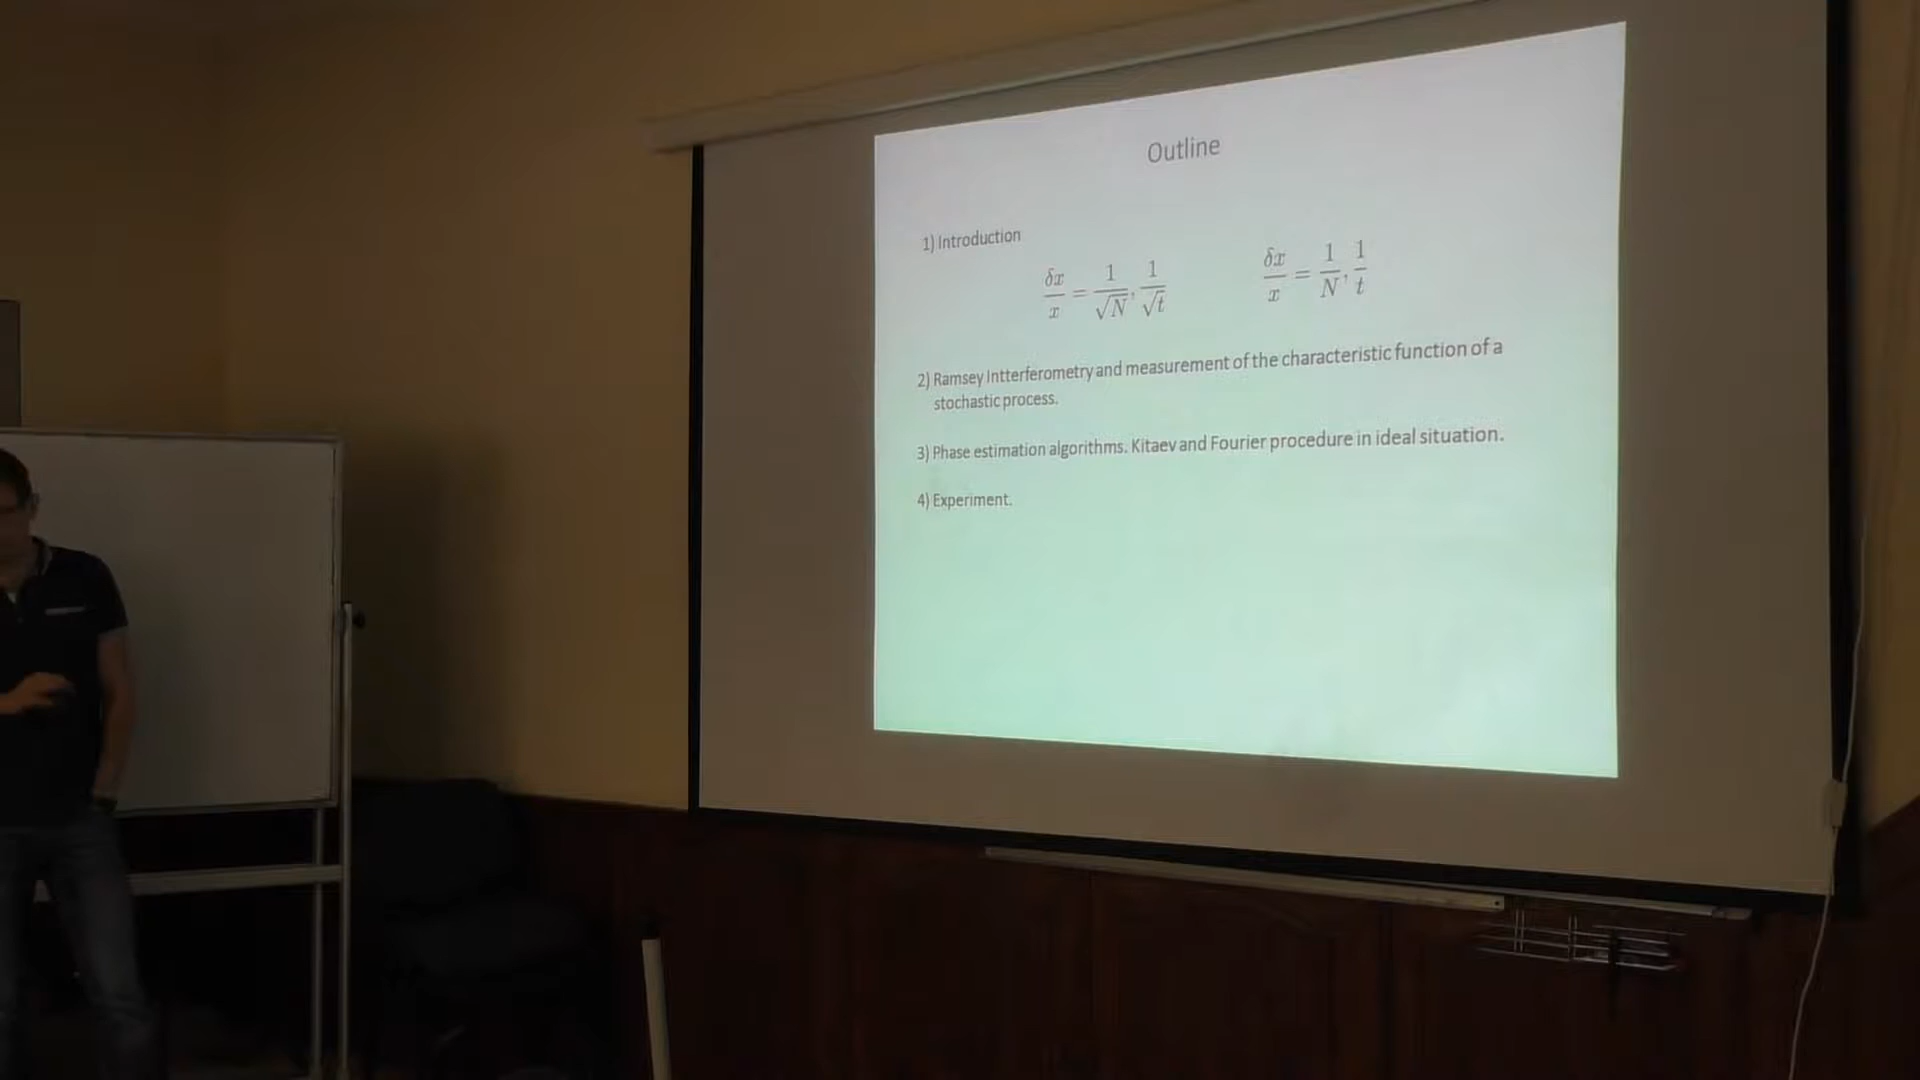 Outline
1) Introduction
δx/x = 1/√N, 1/√t
δx/x = 1/N, 1/t
2) Ramsey Intterferometry and measurement of the characteristic function of a
stochastic process.
3) Phase estimation algorithms. Kitaev and Fourier procedure in ideal situation.
4) Experiment.